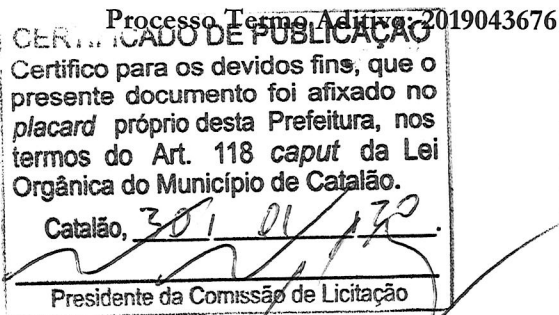 Processo Termo Aditivo: 2019043676
CERTIFICADO DE PUBLICAÇÃO
Certifico para os devidos fins, que o
presente documento foi afixado no
placard próprio desta Prefeitura, nos
termos do Art. 118 caput da Lei
Orgânica do Município de Catalão.
Catalão, 30 / 01 / 20.
Presidente da Comissão de Licitação